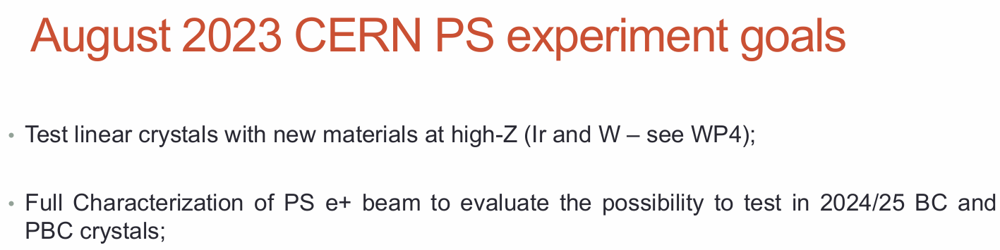 August 2023 CERN PS experiment goals
• Test linear crystals with new materials at high-Z (Ir and W – see WP4);
• Full Characterization of PS e+ beam to evaluate the possibility to test in 2024/25 BC and
PBC crystals;